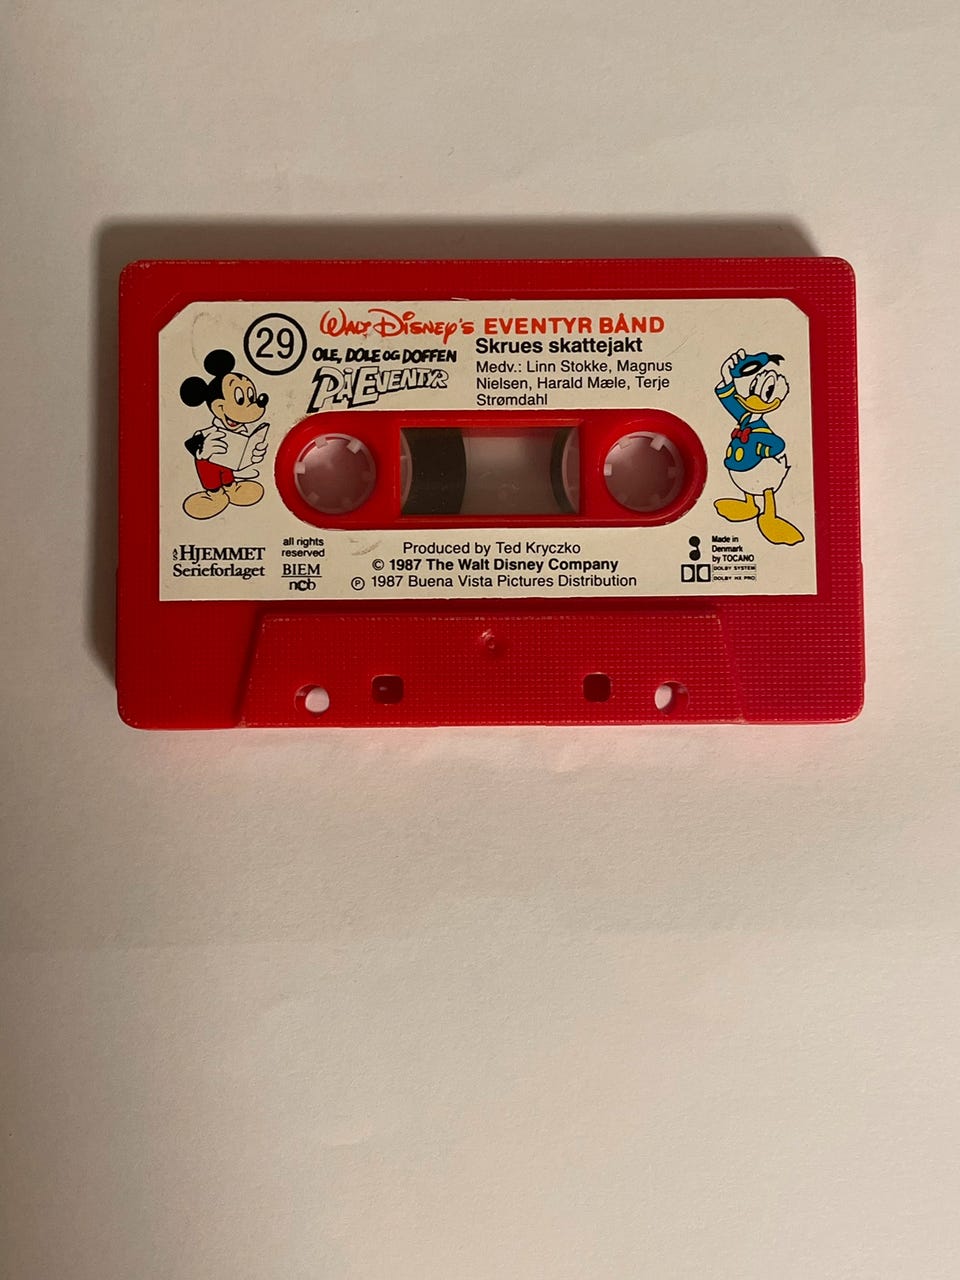 29
Walt Disney's EVENTYR BÅND
OLE, DOLE OG DOFFEN
PÅ EVENTYR
Skrues skattejakt
Medv.: Linn Stokke, Magnus
Nielsen, Harald Mæle, Terje
Strømdahl
A/S HJEMMET
Serieforlaget
all rights
reserved
BIEM
ncb
Produced by Ted Kryczko
© 1987 The Walt Disney Company
℗ 1987 Buena Vista Pictures Distribution
Made in
Denmark
by TOCANO
DOLBY SYSTEM
DOLBY HX PRO